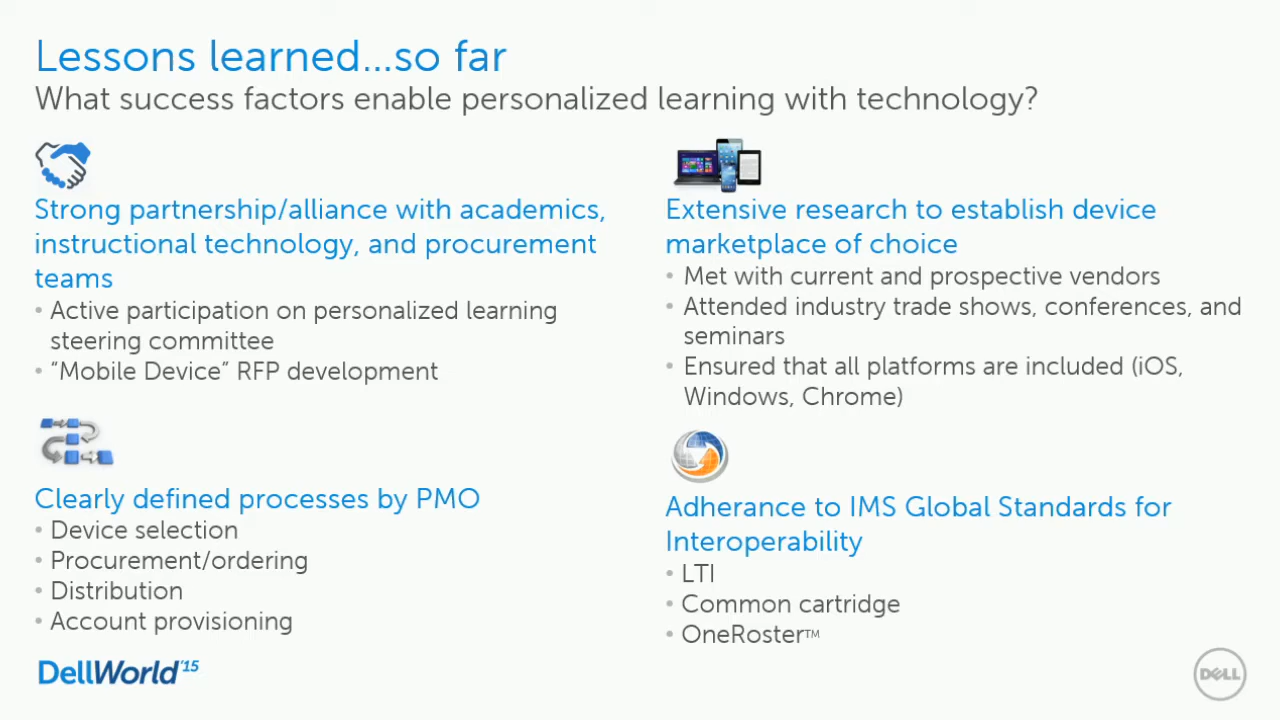 Lessons learned...so far
What success factors enable personalized learning with technology?
Strong partnership/alliance with academics,
instructional technology, and procurement
teams
• Active participation on personalized learning
steering committee
• “Mobile Device” RFP development
Extensive research to establish device
marketplace of choice
• Met with current and prospective vendors
• Attended industry trade shows, conferences, and
seminars
• Ensured that all platforms are included (iOS,
Windows, Chrome)
Clearly defined processes by PMO
• Device selection
• Procurement/ordering
• Distribution
• Account provisioning
Adherance to IMS Global Standards for
Interoperability
• LTI
• Common cartridge
• OneRoster™
DellWorld'15
DELL